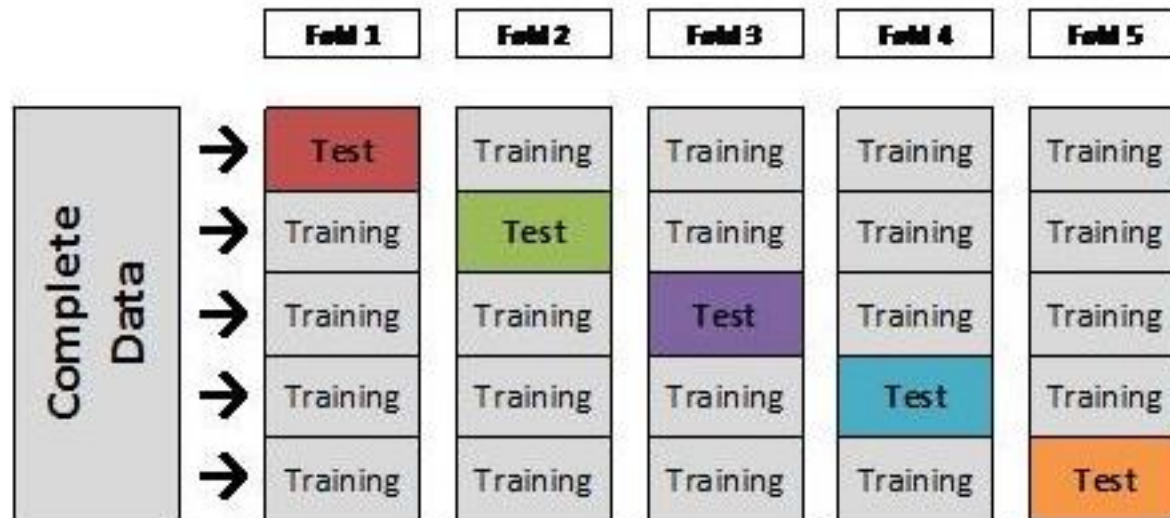 Fold 1 Fold 2 Fold 3 Fold 4 Fold 5
Complete
Data
Test Training Training Training Training
Training Test Training Training Training
Training Training Test Training Training
Training Training Training Test Training
Training Training Training Training Test